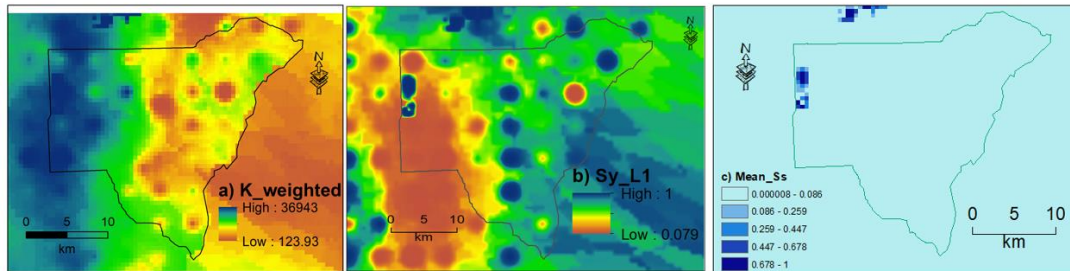 N
a) K_weighted
High : 36943
Low : 123.93
0 5 10
km
N
b) Sy_L1
High : 1
Low : 0.079
0 5 10
km
N
c) Mean_Ss
0.000008 - 0.086
0.086 - 0.259
0.259 - 0.447
0.447 - 0.678
0.678 - 1
0 5 10
km